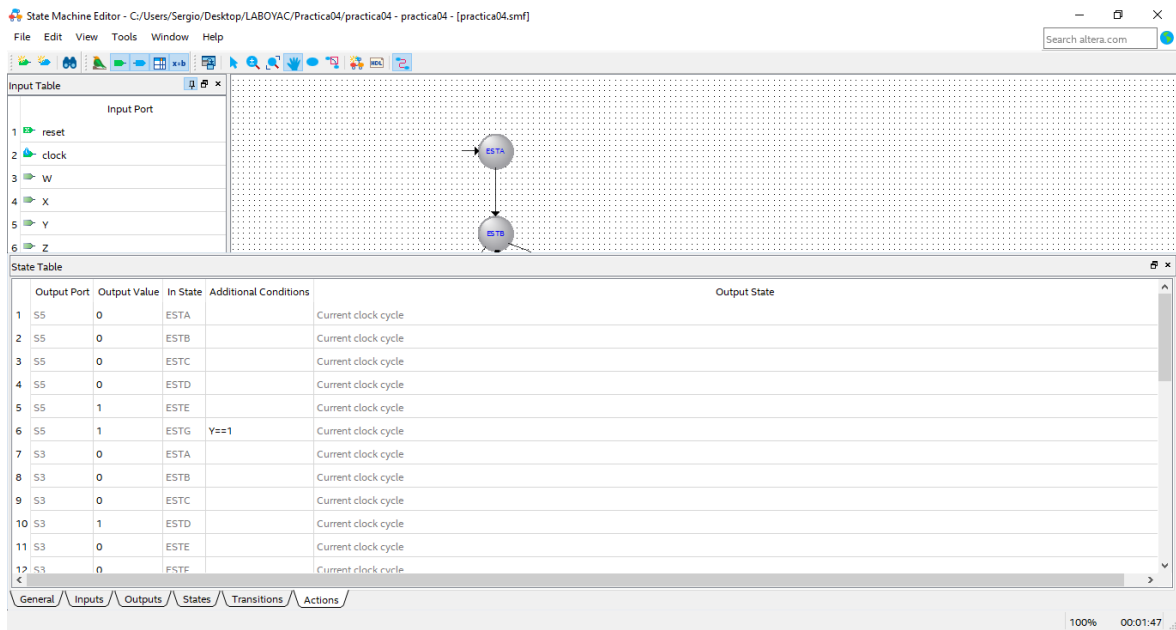 State Machine Editor - C:/Users/Sergio/Desktop/LABOYAC/Practica04/practica04 - practica04 - [practica04.smf]
File Edit View Tools Window Help
Search altera.com
Input Table
Input Port
1 reset
2 clock
3 W
4 X
5 Y
6 Z
ESTA
ESTB
State Table
Output Port Output Value In State Additional Conditions Output State
1 S5 0 ESTA Current clock cycle
2 S5 0 ESTB Current clock cycle
3 S5 0 ESTC Current clock cycle
4 S5 0 ESTD Current clock cycle
5 S5 1 ESTE Current clock cycle
6 S5 1 ESTG Y==1 Current clock cycle
7 S3 0 ESTA Current clock cycle
8 S3 0 ESTB Current clock cycle
9 S3 0 ESTC Current clock cycle
10 S3 1 ESTD Current clock cycle
11 S3 0 ESTE Current clock cycle
12 S3 0 Current clock cycle
General Inputs Outputs States Transitions Actions
100% 00:01:47